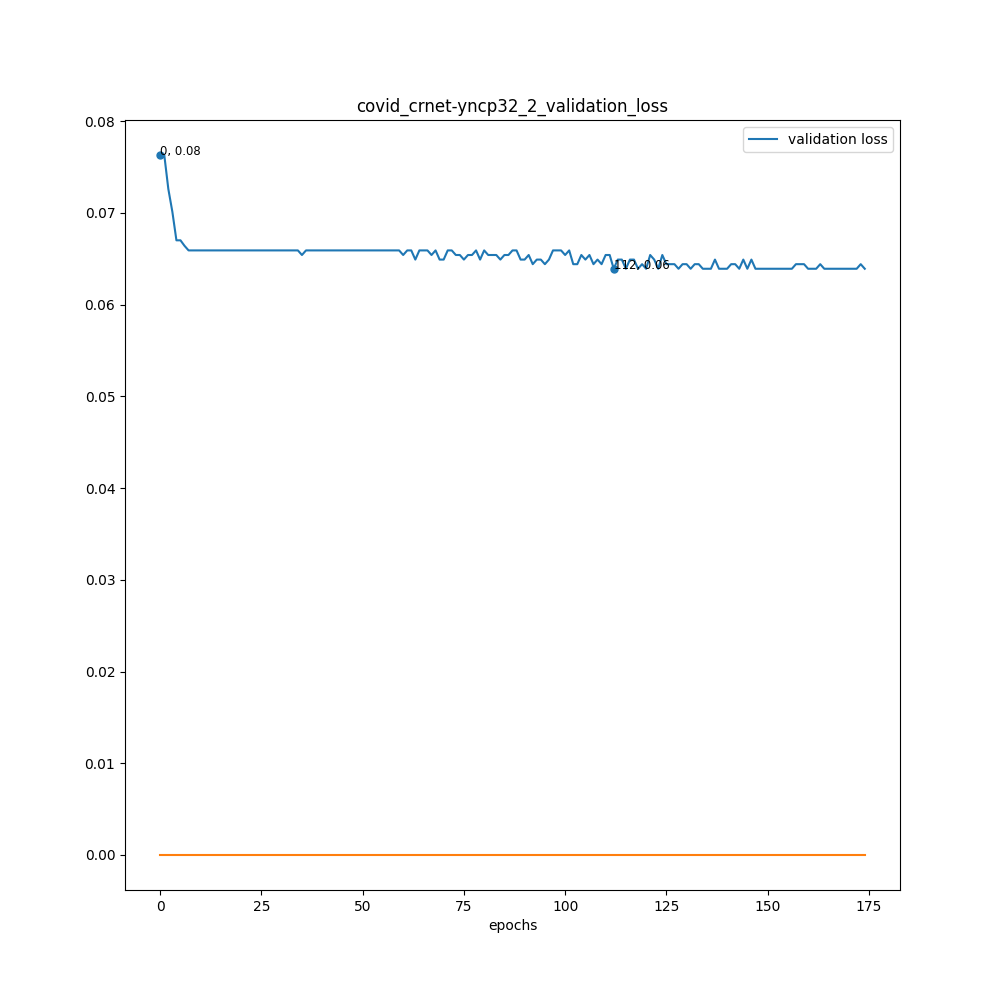 covid_crnet-yncp32_2_validation_loss
validation loss
0.08
0, 0.08
0.07
112, 0.06
0.06
0.05
0.04
0.03
0.02
0.01
0.00
0 25 50 75 100 125 150 175
epochs